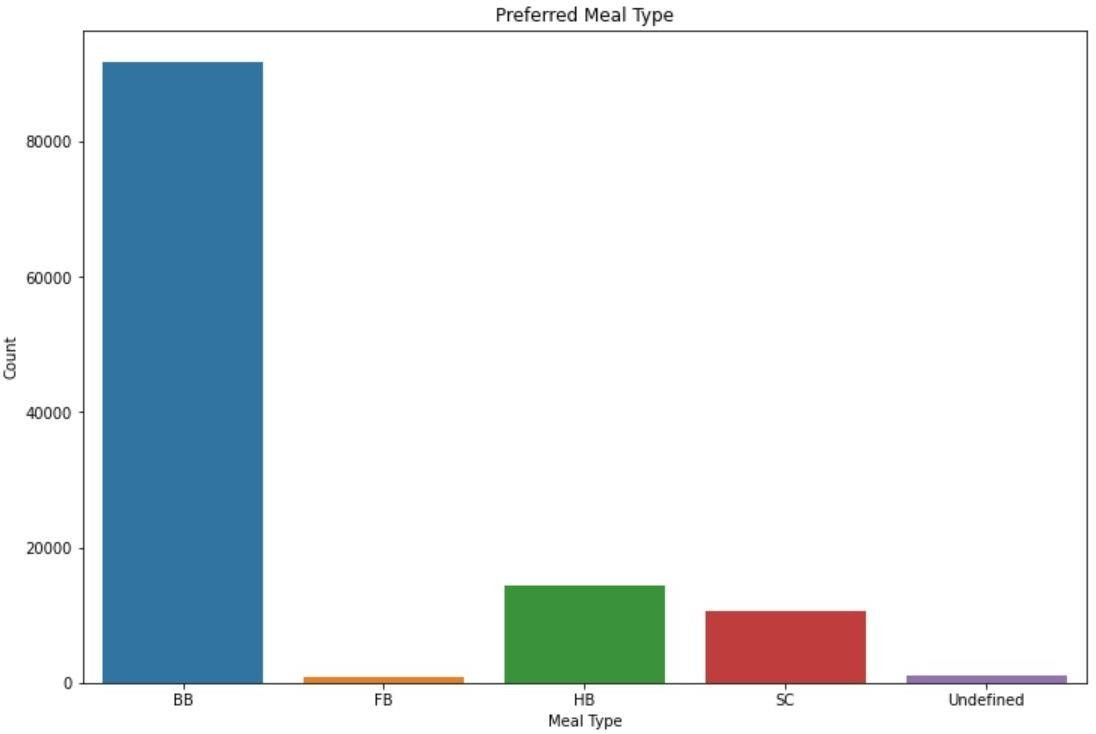 Preferred Meal Type
80000
60000
40000
20000
0
Count
BB FB HB SC Undefined
Meal Type